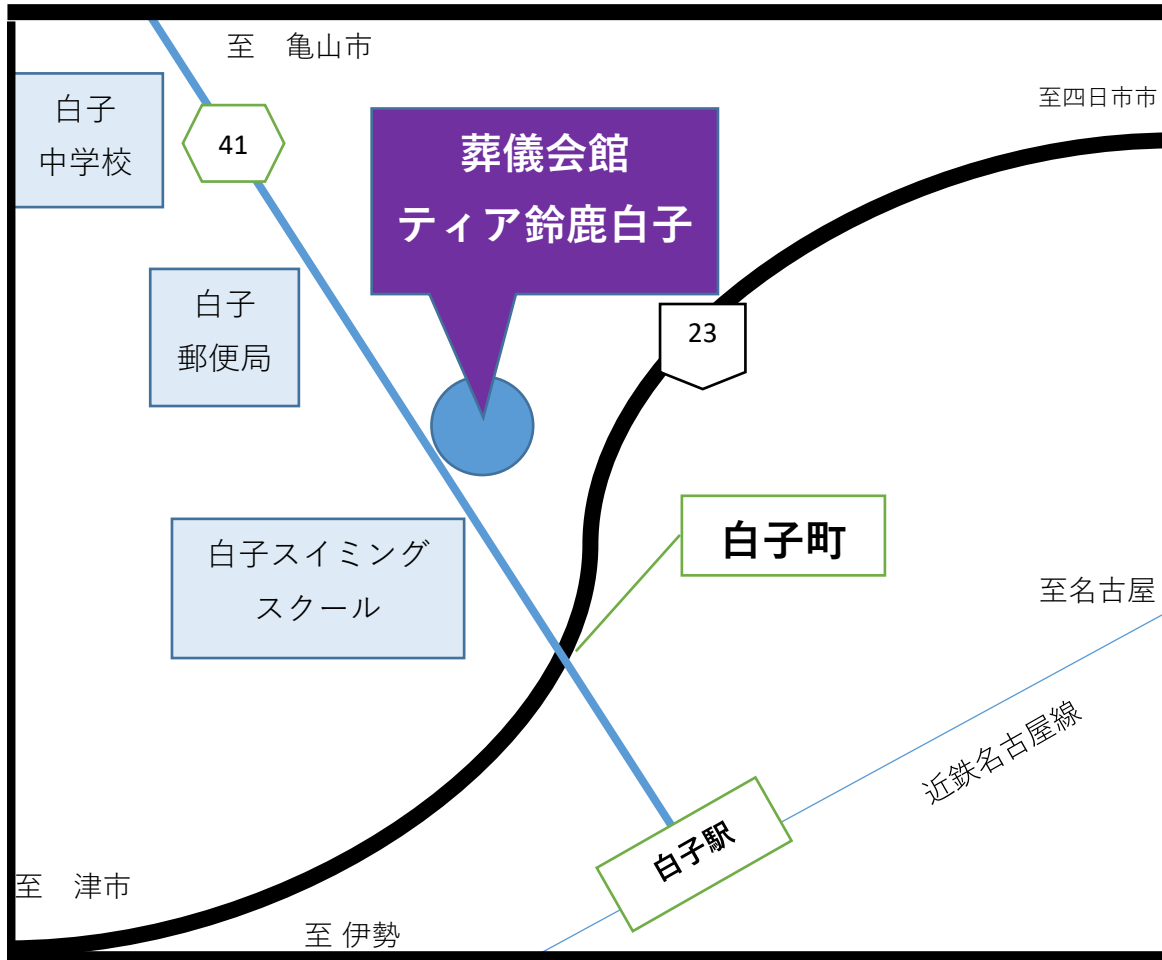 至　亀山市
至四日市市
白子
中学校
41
葬儀会館
ティア鈴鹿白子
白子
郵便局
23
白子スイミング
スクール
白子町
至名古屋
近鉄名古屋線
白子駅
至　津市
至 伊勢